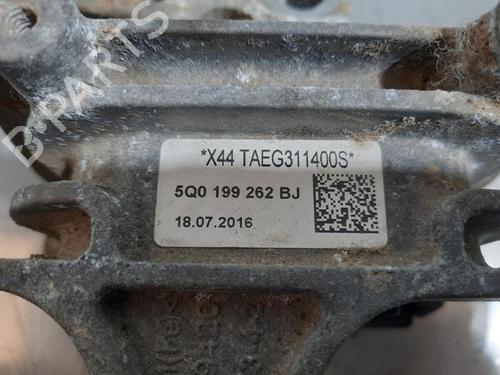 B-PARTS
*X44 TAEG311400S*
5Q0 199 262 BJ
18.07.2016